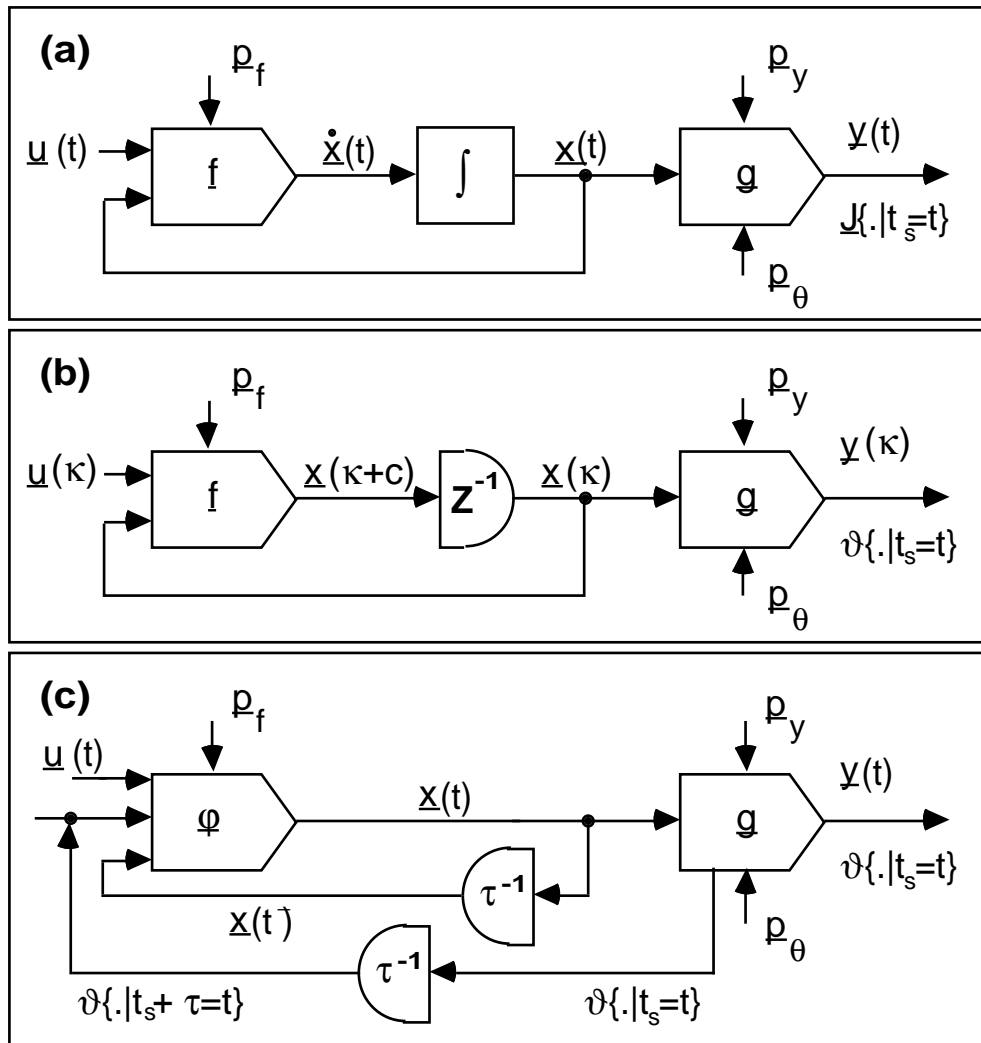 (a)
p_f
p_y
u(t)
f
ẋ(t)
∫
x(t)
g
y(t)
J{.|t_s=t}
p_θ
(b)
p_f
p_y
u(κ)
f
x(κ+c)
Z⁻¹
x(κ)
g
y(κ)
ϑ{.|t_s=t}
p_θ
(c)
p_f
p_y
u(t)
φ
x(t)
g
y(t)
ϑ{.|t_s=t}
τ⁻¹
x(t⁻)
p_θ
τ⁻¹
ϑ{.|t_s+ τ=t}
ϑ{.|t_s=t}